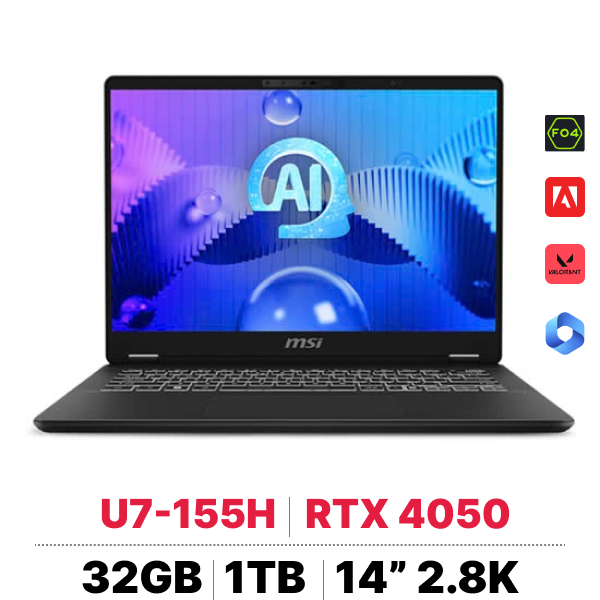 AI
msi
FO4
VALORANT
U7-155H | RTX 4050
32GB | 1TB | 14” 2.8K